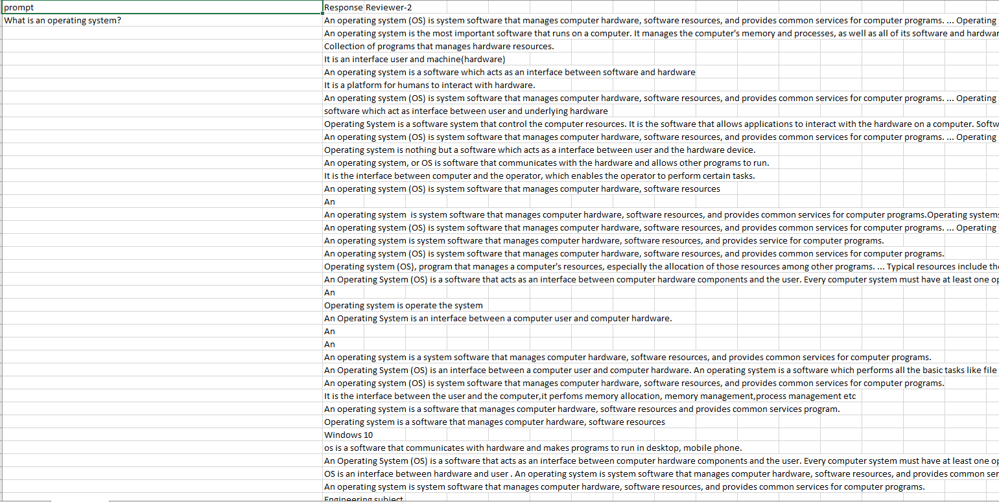 prompt Response Reviewer-2
What is an operating system? An operating system (OS) is system software that manages computer hardware, software resources, and provides common services for computer programs. ... Operating
An operating system is the most important software that runs on a computer. It manages the computer's memory and processes, as well as all of its software and
Collection of programs that manages hardware resources.
It is an interface user and machine(hardware)
An operating system is a software which acts as an interface between software and hardware
It is a platform for humans to interact with hardware.
An operating system (OS) is system software that manages computer hardware, software resources, and provides common services for computer programs. ... Operating
software which act as interface between user and underlying hardware
Operating System is a software system that control the computer resources. It is the software that allows applications to interact with the hardware on a computer.
An operating system (OS) is system software that manages computer hardware, software resources, and provides common services for computer programs. ... Operating
Operating system is nothing but a software which acts as a interface between user and the hardware device.
An operating system, or OS is software that communicates with the hardware and allows other programs to run.
It is the interface between computer and the operator, which enables the operator to perform certain tasks.
An operating system (OS) is system software that manages computer hardware, software resources
An
An operating system is system software that manages computer hardware, software resources, and provides common services for computer programs.Operating systems
An operating system (OS) is system software that manages computer hardware, software resources, and provides common services for computer programs. ... Operating
An operating system is system software that manages computer hardware, software resources, and provides service for computer programs.
An operating system (OS) is system software that manages computer hardware, software resources, and provides common services for computer programs.
Operating system (OS), program that manages a computer's resources, especially the allocation of those resources among other programs. ... Typical resources include
An Operating System (OS) is a software that acts as an interface between computer hardware components and the user. Every computer system must have at least one
An
Operating system is operate the system
An Operating System is an interface between a computer user and computer hardware.
An
An
An operating system is a system software that manages computer hardware, software resources, and provides common services for computer programs.
An Operating System (OS) is an interface between a computer user and computer hardware. An operating system is a software which performs all the basic tasks like file
An operating system (OS) is system software that manages computer hardware, software resources, and provides common services for computer programs.
It is the interface between the user and the computer,it perfoms memory allocation, memory management,process management etc
An operating system is a software that manages computer hardware, software resources and provides common services program.
Operating system is a software that manages computer hardware, software resources
Windows 10
os is a software that communicates with hardware and makes programs to run in desktop, mobile phone.
An Operating System (OS) is a software that acts as an interface between computer hardware components and the user. Every computer system must have at least one
OS is an interface between hardware and user . An operating system is system software that manages computer hardware, software resources, and provides common
An operating system is system software that manages computer hardware, software resources, and provides common services for computer programs.
Engineering subject